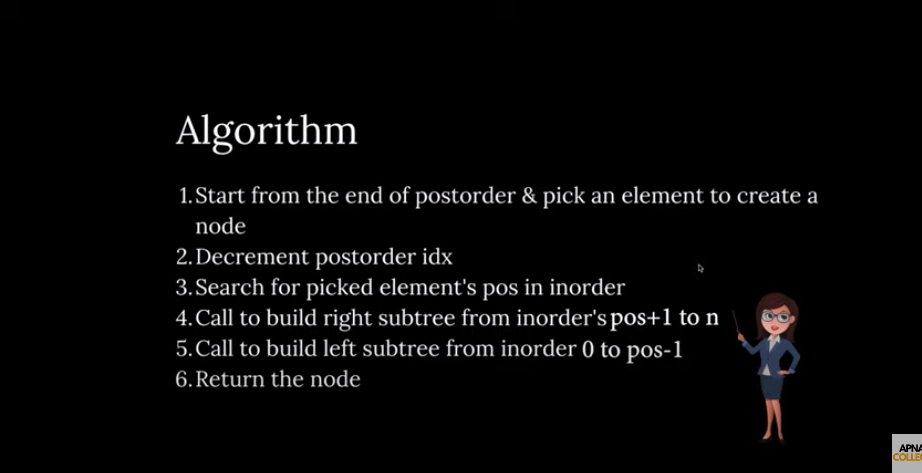 Algorithm
1.Start from the end of postorder & pick an element to create a
node
2.Decrement postorder idx
3.Search for picked element's pos in inorder
4.Call to build right subtree from inorder's pos+1 to n
5.Call to build left subtree from inorder 0 to pos-1
6.Return the node